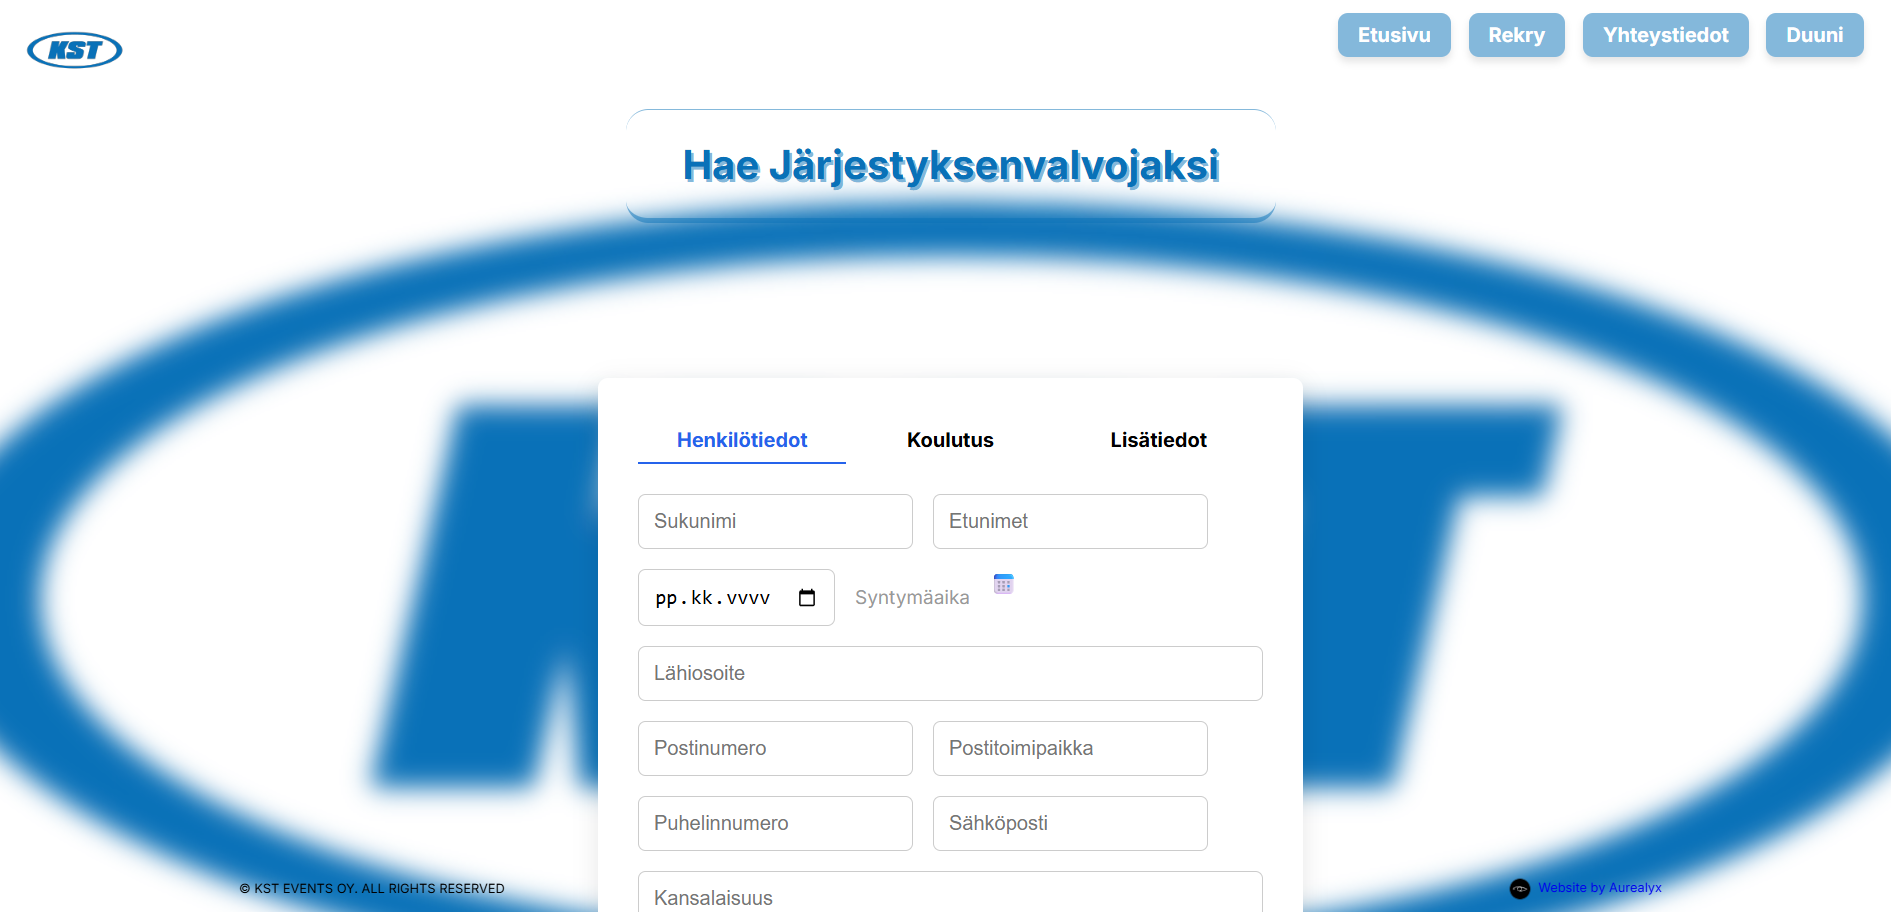 KST
Etusivu
Rekry
Yhteystiedot
Duuni
Hae Järjestyksenvalvojaksi
Henkilötiedot
Koulutus
Lisätiedot
Sukunimi
Etunimet
pp.kk.vvvv
Syntymäaika
Lähiosoite
Postinumero
Postitoimipaikka
Puhelinnumero
Sähköposti
Kansalaisuus
© KST EVENTS OY. ALL RIGHTS RESERVED
Website by Aurealyx